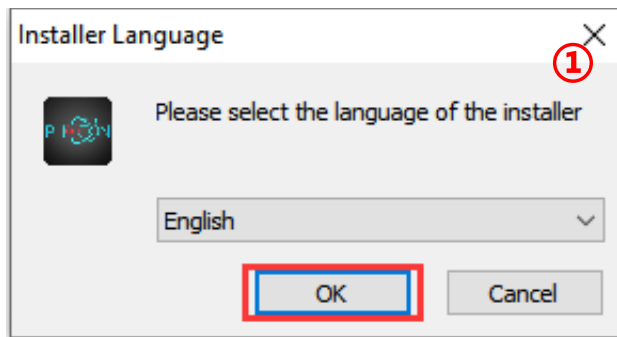 Installer Language
①
Please select the language of the installer
English
OK
Cancel